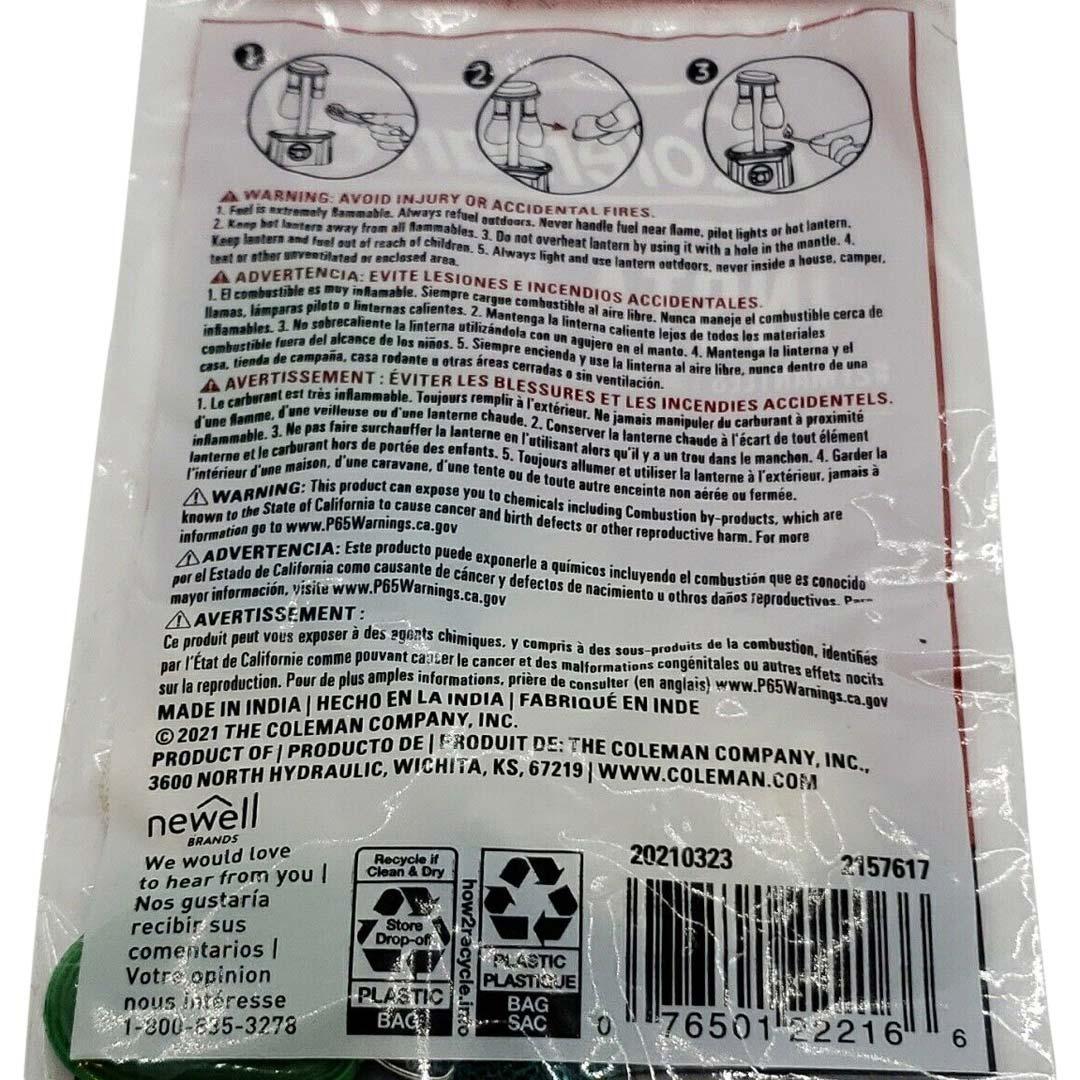 1
2
3
WARNING: AVOID INJURY OR ACCIDENTAL FIRES.
1. Fuel is extremely flammable. Always refuel outdoors. Never handle fuel near flame, pilot lights or hot lantern.
2. Keep hot lantern away from all flammables. 3. Do not overheat lantern by using it with a hole in the mantle. 4.
Keep lantern and fuel out of reach of children. 5. Always light and use lantern outdoors, never inside a house, camper,
tent or other unventilated or enclosed area.
ADVERTENCIA: EVITE LESIONES E INCENDIOS ACCIDENTALES.
1. El combustible es muy inflamable. Siempre cargue combustible al aire libre. Nunca maneje el combustible cerca de
llamas, lámparas piloto o linternas calientes. 2. Mantenga la linterna caliente lejos de todos los materiales
inflamables. 3. No sobrecaliente la linterna utilizándola con un agujero en el manto. 4. Mantenga la linterna y el
combustible fuera del alcance de los niños. 5. Siempre encienda y use la linterna al aire libre, nunca dentro de una
casa, tienda de campaña, casa rodante u otras áreas cerradas o sin ventilación.
AVERTISSEMENT : ÉVITER LES BLESSURES ET LES INCENDIES ACCIDENTELS.
1. Le carburant est très inflammable. Toujours remplir à l'extérieur. Ne jamais manipuler du carburant à proximité
d'une flamme, d'une veilleuse ou d'une lanterne chaude. 2. Conserver la lanterne chaude à l'écart de tout élément
inflammable. 3. Ne pas faire surchauffer la lanterne en l'utilisant alors qu'il y a un trou dans le manchon. 4. Garder la
lanterne et le carburant hors de portée des enfants. 5. Toujours allumer et utiliser la lanterne à l'extérieur, jamais à
l'intérieur d'une maison, d'une caravane, d'une tente ou de toute autre enceinte non aérée ou fermée.
WARNING: This product can expose you to chemicals including Combustion by-products, which are
known to the State of California to cause cancer and birth defects or other reproductive harm. For more
information go to www.P65Warnings.ca.gov
ADVERTENCIA: Este producto puede exponerle a químicos incluyendo el combustión que es conocido
por el Estado de California como causante de cáncer y defectos de nacimiento u othros daños reproductivos. Para
mayor información, visite www.P65Warnings.ca.gov
AVERTISSEMENT :
Ce produit peut vous exposer à des agents chimiques, y compris à des sous-produits de la combustion, identifiés
par l'État de Californie comme pouvant causer le cancer et des malformations congénitales ou autres effets nocifs
sur la reproduction. Pour de plus amples informations, prière de consulter (en anglais) www.P65Warnings.ca.gov
MADE IN INDIA | HECHO EN LA INDIA | FABRIQUÉ EN INDE
© 2021 THE COLEMAN COMPANY, INC.
PRODUCT OF | PRODUCTO DE | PRODUIT DE: THE COLEMAN COMPANY, INC.,
3600 NORTH HYDRAULIC, WICHITA, KS, 67219 | WWW.COLEMAN.COM
newell
BRANDS
We would love
to hear from you |
Nos gustaría
recibir sus
comentarios |
Votre opinion
nous intéresse
1-800-835-3278
Recycle if
Clean & Dry
Store
Drop-off
PLASTIC
BAG
how2racycle.info
PLASTIC
PLASTIQUE
BAG
SAC
20210323
2157617
0 76501 22216 6